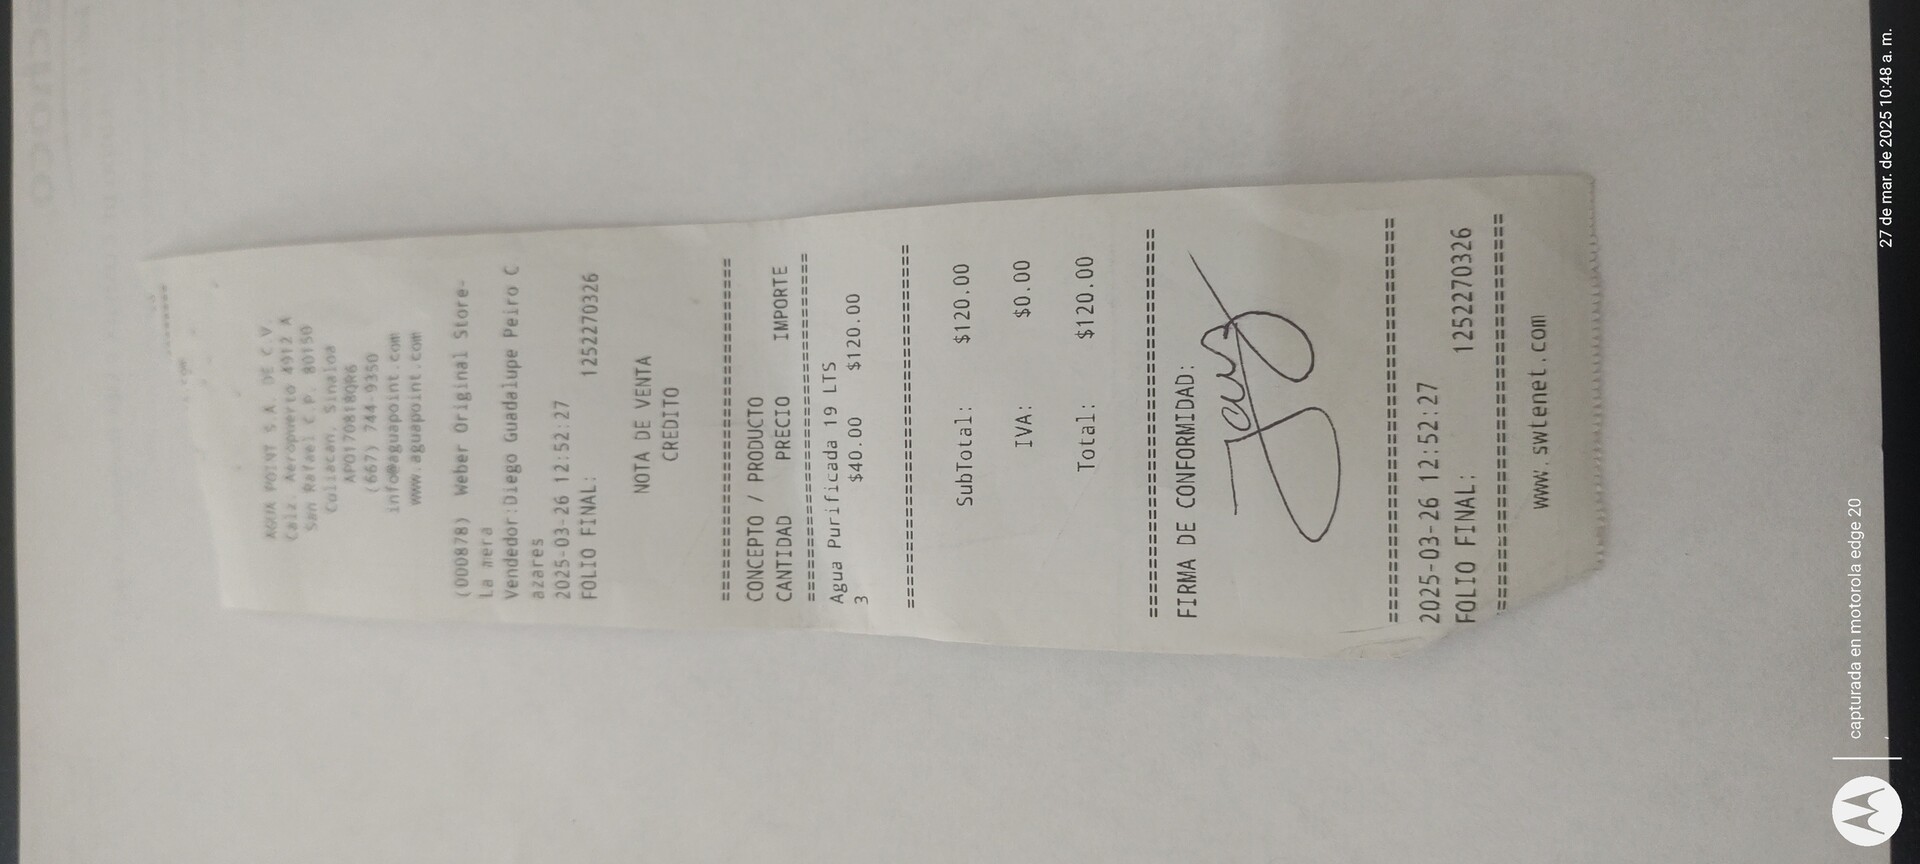 AGUA POINT S.A. DE C.V.
Calz. Aeropuerto 4912 A
San Rafael C.P. 80150
Culiacan, Sinaloa
APO170818QR6
(667) 744-9350
info@aguapoint.com
www.aguapoint.com
(000878) Weber Original Store-
La mera
Vendedor:Diego Guadalupe Peiro C
azares
2025-03-26 12:52:27
FOLIO FINAL: 1252270326
NOTA DE VENTA
CREDITO
================================
CONCEPTO / PRODUCTO
CANTIDAD PRECIO IMPORTE
================================
Agua Purificada 19 LTS
3 $40.00 $120.00
================================
SubTotal: $120.00
IVA: $0.00
Total: $120.00
================================
FIRMA DE CONFORMIDAD:
================================
2025-03-26 12:52:27
FOLIO FINAL: 1252270326
================================
www.swtenet.com
capturada en motorola edge 20
27 de mar. de 2025 10:48 a. m.